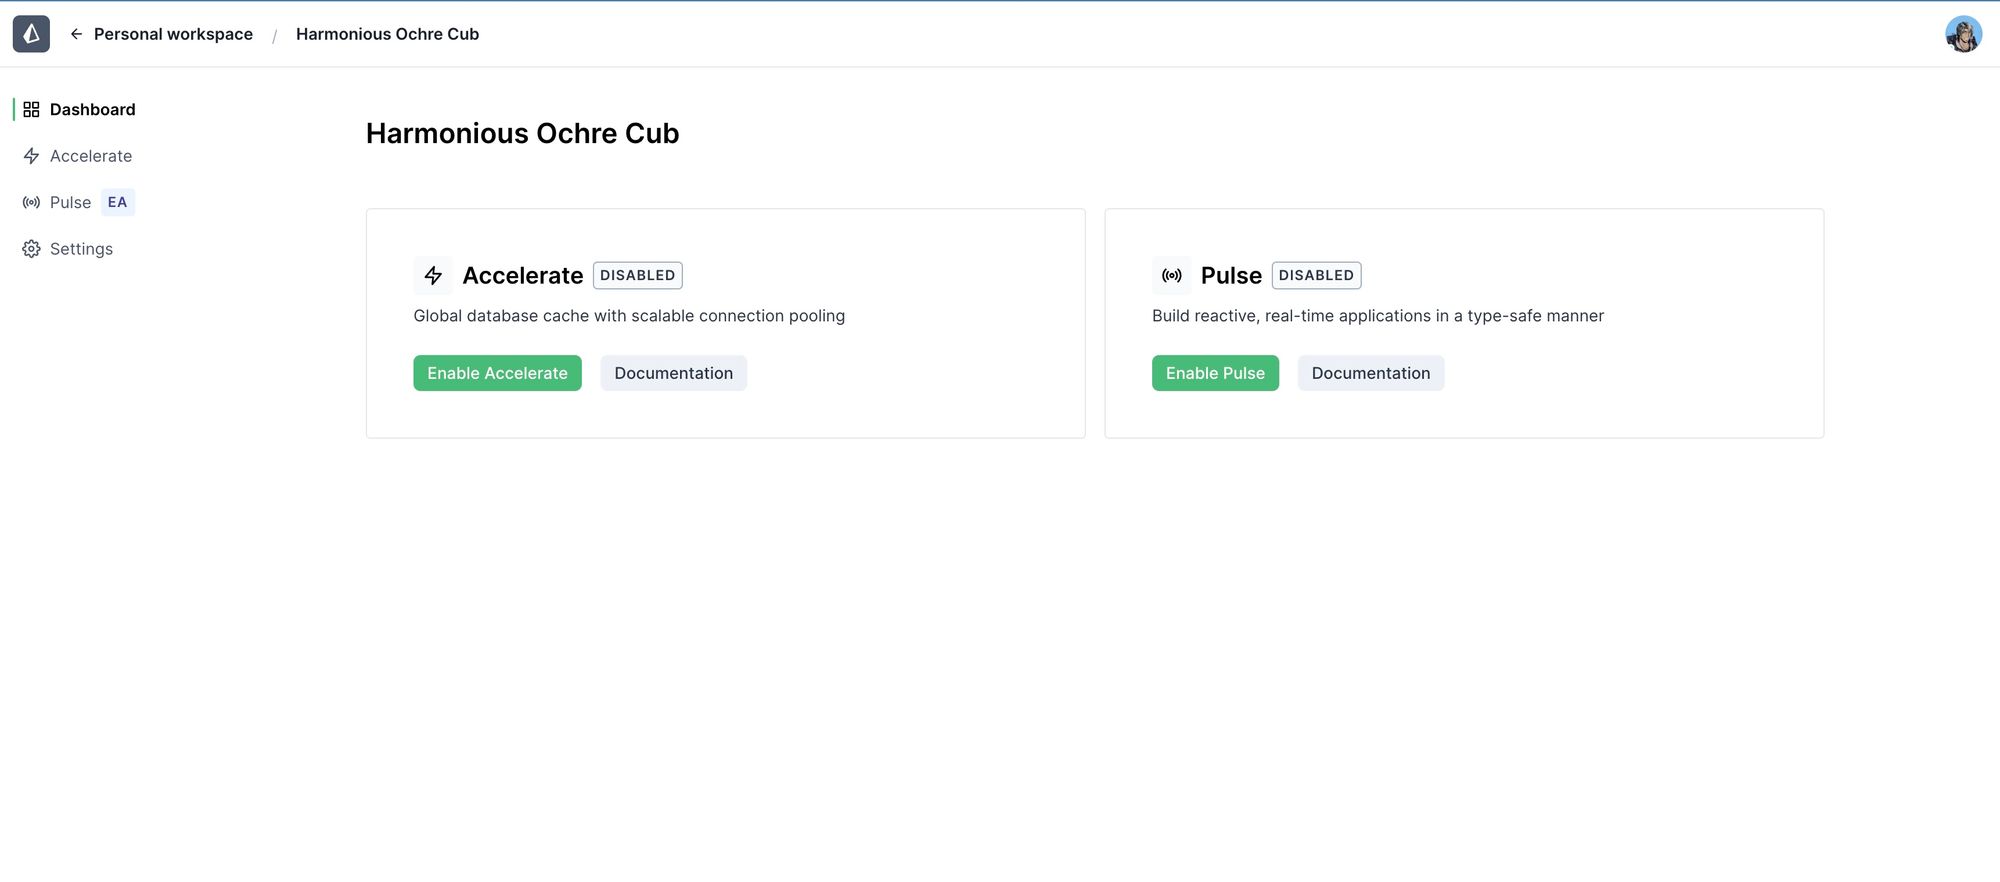 Personal workspace / Harmonious Ochre Cub
Dashboard
Accelerate
Pulse EA
Settings
Harmonious Ochre Cub
Accelerate DISABLED
Global database cache with scalable connection pooling
Enable Accelerate Documentation
Pulse DISABLED
Build reactive, real-time applications in a type-safe manner
Enable Pulse Documentation